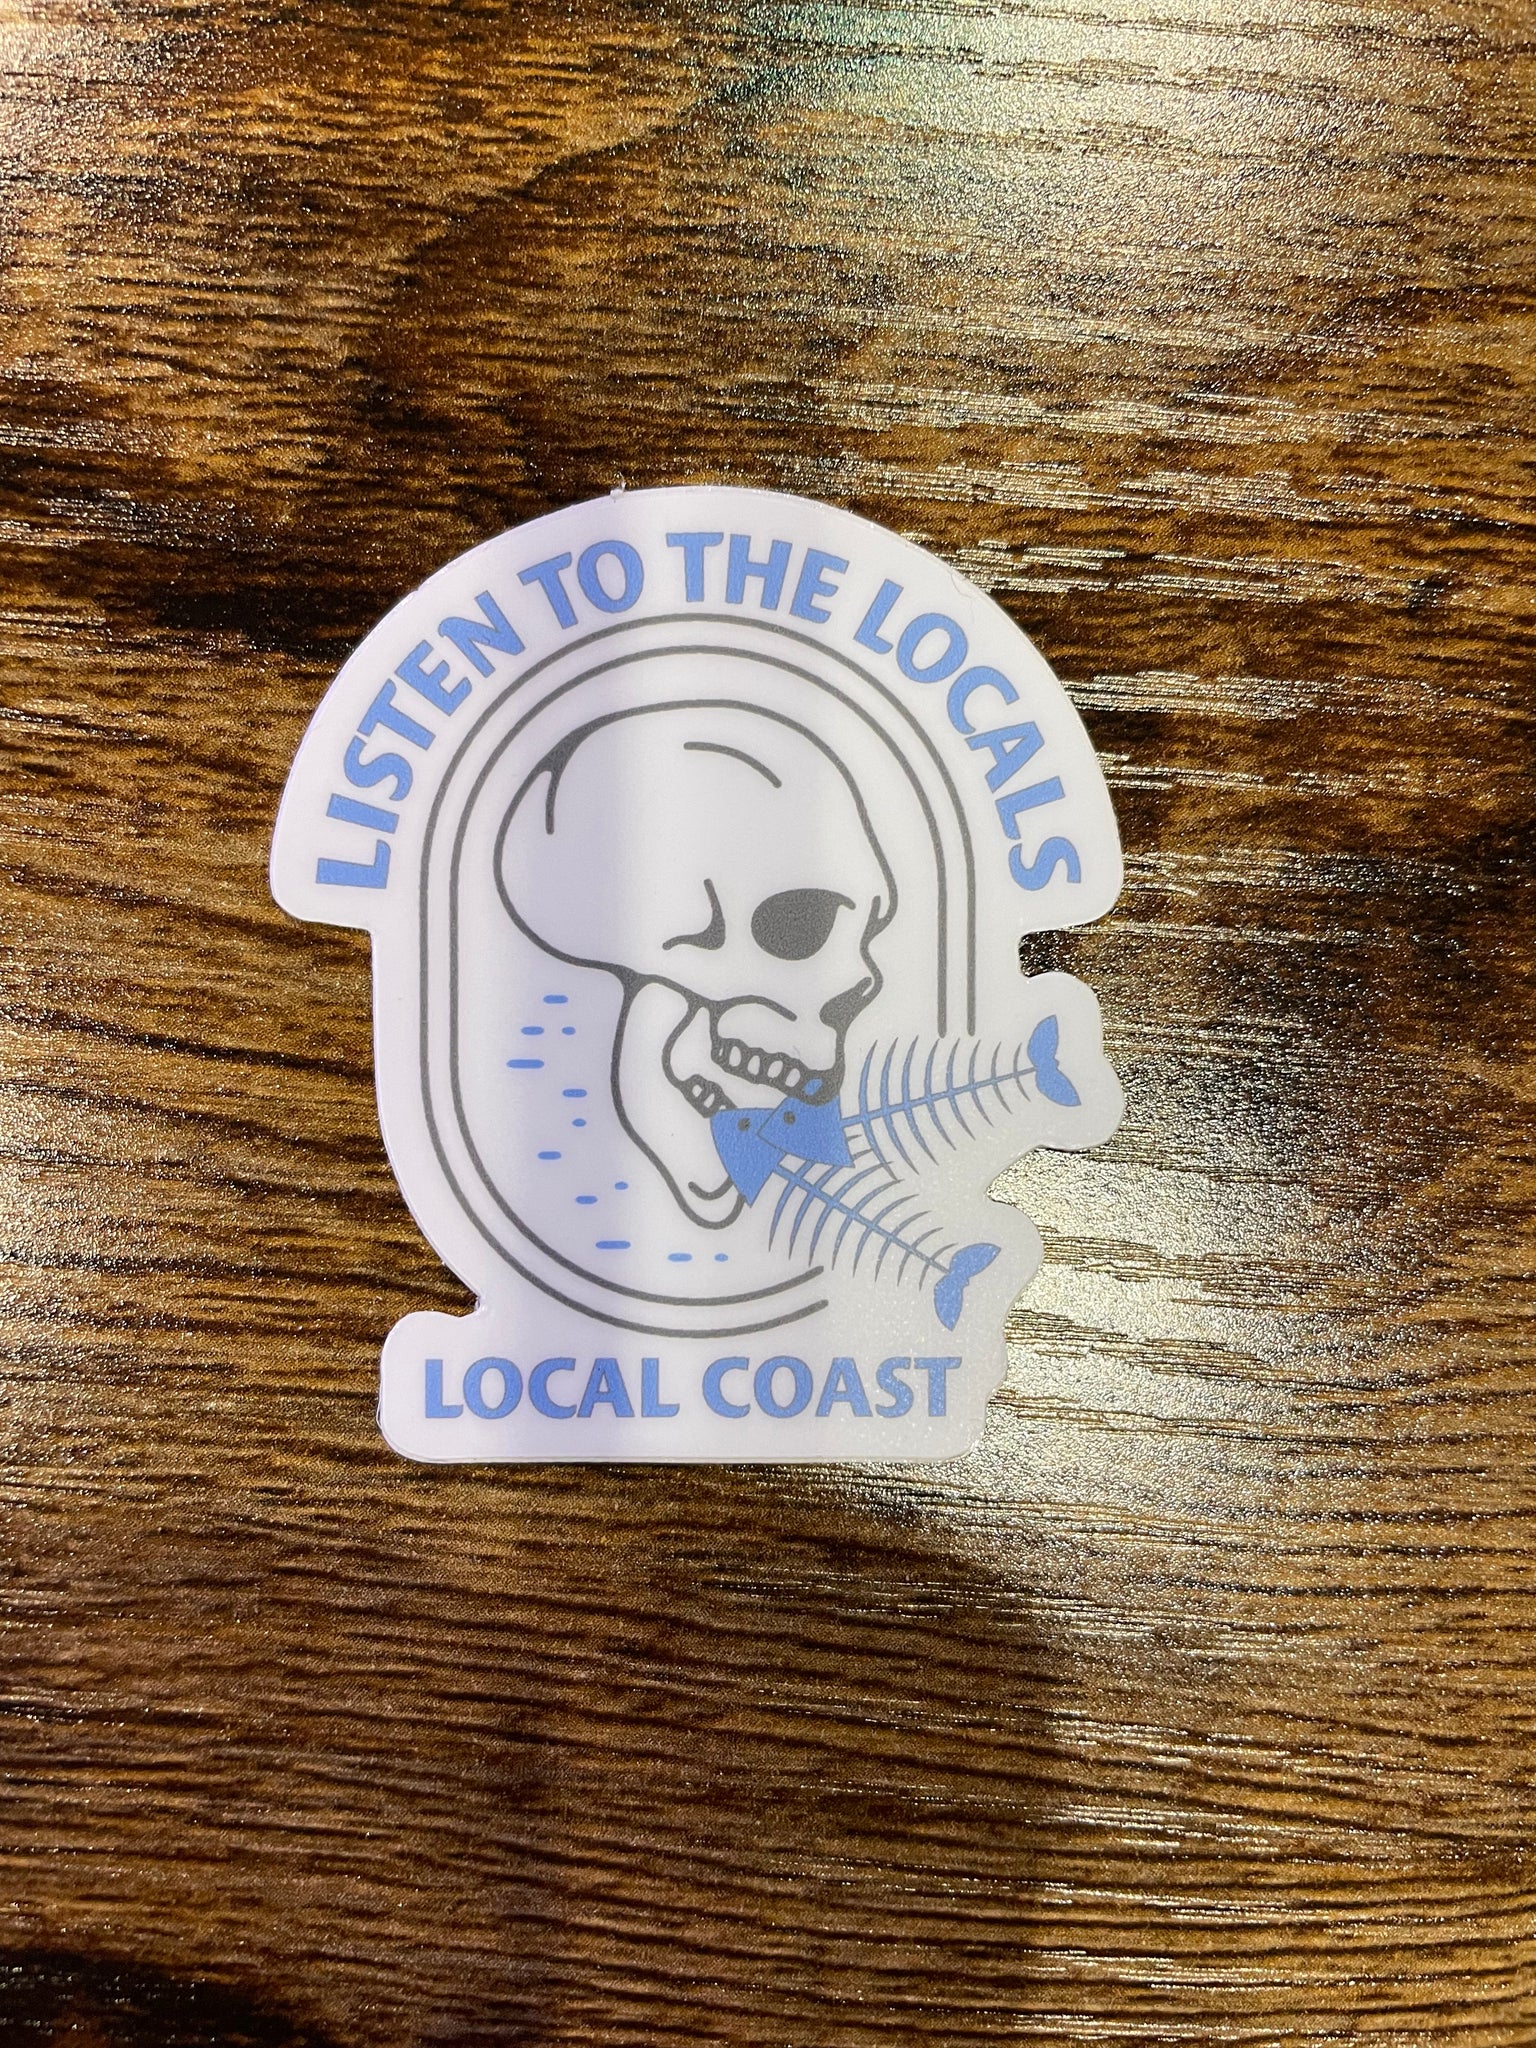 LISTEN TO THE LOCALS
LOCAL COAST